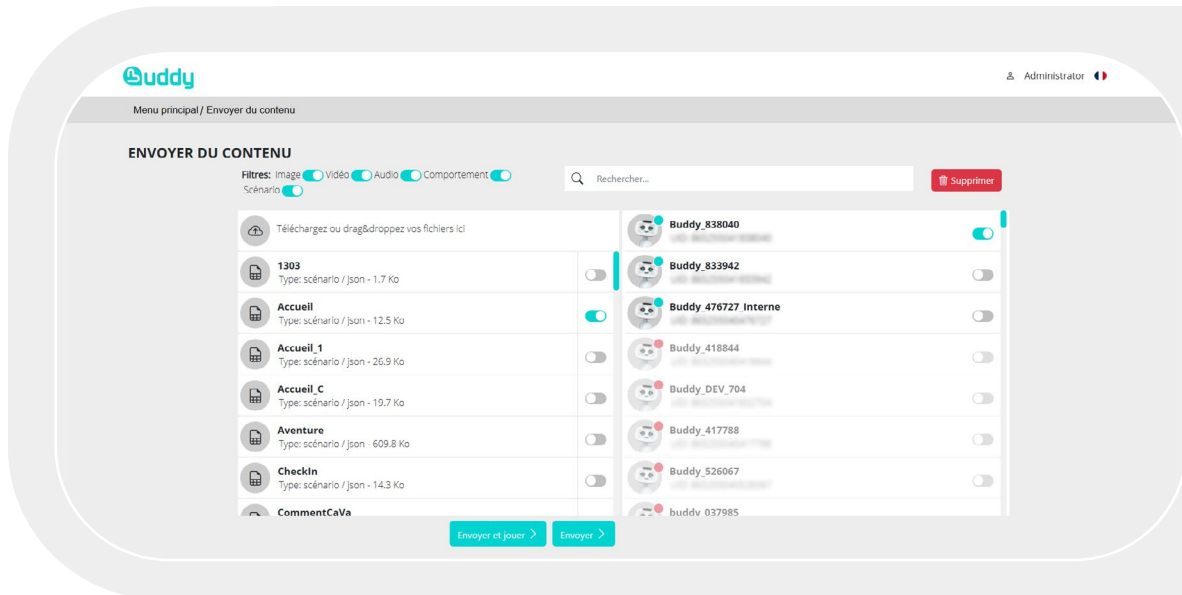 Buddy
Administrator
Menu principal / Envoyer du contenu
ENVOYER DU CONTENU
Filtres: Image Vidéo Audio Comportement
Scénario
Rechercher...
Supprimer
Téléchargez ou drag&droppez vos fichiers ici
1303
Type: scénario / json - 1.7 Ko
Accueil
Type: scénario / json - 12.5 Ko
Accueil_1
Type: scénario / json - 26.9 Ko
Accueil_C
Type: scénario / json - 19.7 Ko
Aventure
Type: scénario / json - 609.8 Ko
CheckIn
Type: scénario / json - 14.3 Ko
CommentCaVa
Buddy_838040
Buddy_833942
Buddy_476727_Interne
Buddy_418844
Buddy_DEV_704
Buddy_417788
Buddy_526067
buddy_037985
Envoyer et jouer
Envoyer